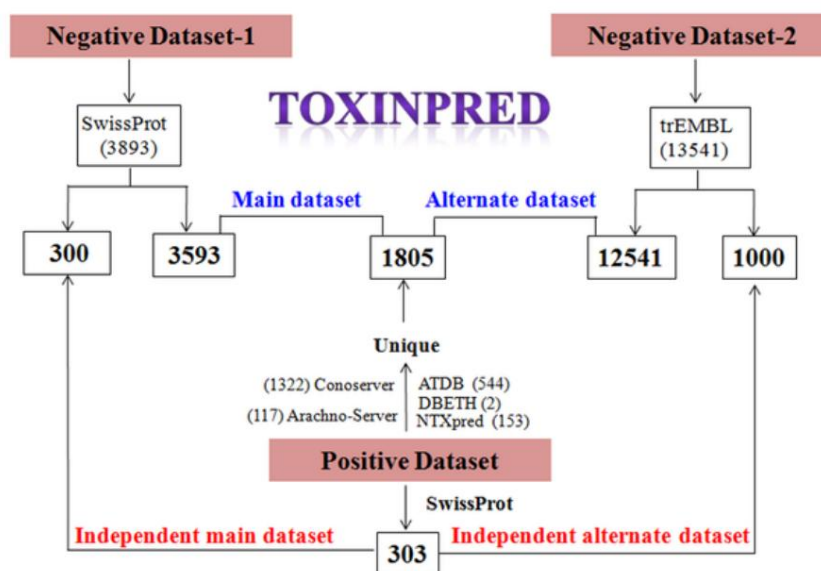 Negative Dataset-1
Negative Dataset-2
TOXINPRED
SwissProt
(3893)
trEMBL
(13541)
Main dataset
Alternate dataset
300
3593
1805
12541
1000
Unique
(1322) Conoserver
ATDB (544)
DBETH (2)
(117) Arachno-Server
NTXpred (153)
Positive Dataset
SwissProt
Independent main dataset
303
Independent alternate dataset